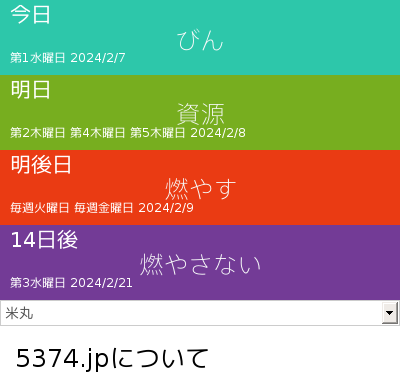 今日
びん
第1水曜日 2024/2/7
明日
資源
第2木曜日 第4木曜日 第5木曜日 2024/2/8
明後日
燃やす
毎週火曜日 毎週金曜日 2024/2/9
14日後
燃やさない
第3水曜日 2024/2/21
米丸
5374.jpについて